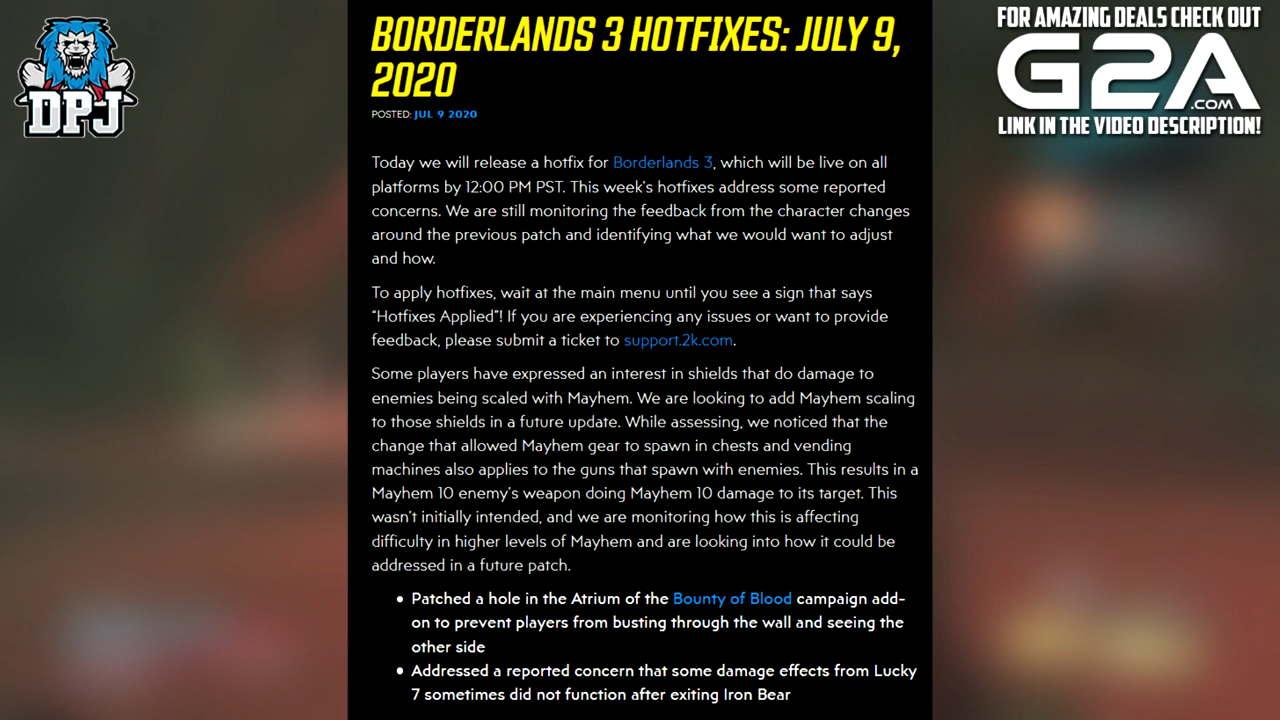 BORDERLANDS 3 HOTFIXES: JULY 9,
2020
POSTED: JUL 9 2020
Today we will release a hotfix for Borderlands 3, which will be live on all
platforms by 12:00 PM PST. This week's hotfixes address some reported
concerns. We are still monitoring the feedback from the character changes
around the previous patch and identifying what we would want to adjust
and how.
To apply hotfixes, wait at the main menu until you see a sign that says
“Hotfixes Applied”! If you are experiencing any issues or want to provide
feedback, please submit a ticket to support.2k.com.
Some players have expressed an interest in shields that do damage to
enemies being scaled with Mayhem. We are looking to add Mayhem scaling
to those shields in a future update. While assessing, we noticed that the
change that allowed Mayhem gear to spawn in chests and vending
machines also applies to the guns that spawn with enemies. This results in a
Mayhem 10 enemy's weapon doing Mayhem 10 damage to its target. This
wasn't initially intended, and we are monitoring how this is affecting
difficulty in higher levels of Mayhem and are looking into how it could be
addressed in a future patch.
• Patched a hole in the Atrium of the Bounty of Blood campaign add-
on to prevent players from busting through the wall and seeing the
other side
• Addressed a reported concern that some damage effects from Lucky
7 sometimes did not function after exiting Iron Bear
DPJ
FOR AMAZING DEALS CHECK OUT
G2A
.COM
LINK IN THE VIDEO DESCRIPTION!